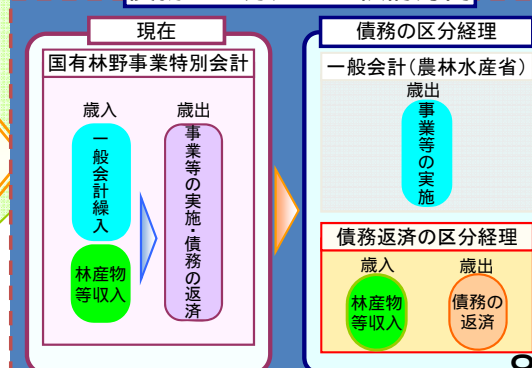 現在
国有林野事業特別会計
歳入
歳出
一般会計繰入
林産物
等収入
事業等の実施・債務の返済
債務の区分経理
一般会計(農林水産省)
歳出
事業等の実施
債務返済の区分経理
歳入
歳出
林産物
等収入
債務の
返済